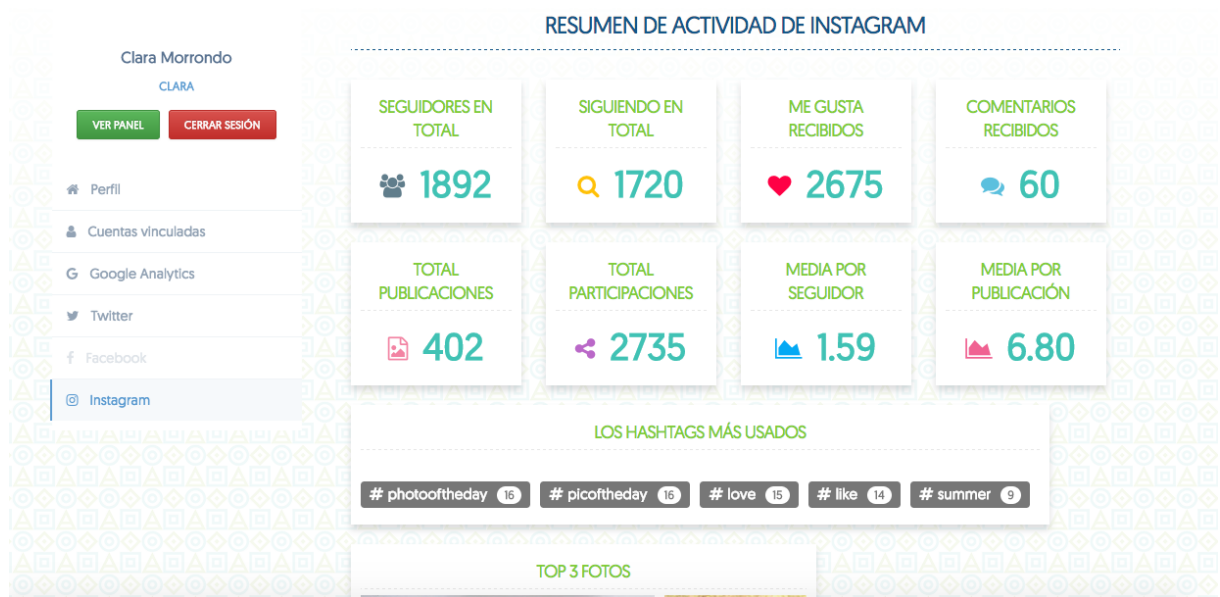 RESUMEN DE ACTIVIDAD DE INSTAGRAM
Clara Morrondo
CLARA
VER PANEL
CERRAR SESIÓN
Perfil
Cuentas vinculadas
Google Analytics
Twitter
Facebook
Instagram
SEGUIDORES EN
TOTAL
1892
SIGUIENDO EN
TOTAL
1720
ME GUSTA
RECIBIDOS
2675
COMENTARIOS
RECIBIDOS
60
TOTAL
PUBLICACIONES
402
TOTAL
PARTICIPACIONES
2735
MEDIA POR
SEGUIDOR
1.59
MEDIA POR
PUBLICACIÓN
6.80
LOS HASHTAGS MÁS USADOS
# photooftheday 16
# picoftheday 16
# love 15
# like 14
# summer 9
TOP 3 FOTOS